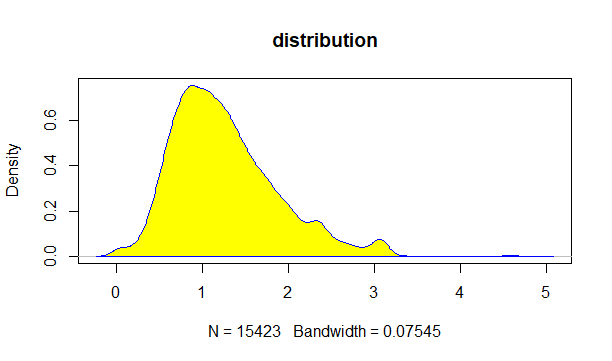 distribution
Density
0.0 0.2 0.4 0.6
0 1 2 3 4 5
N = 15423 Bandwidth = 0.07545